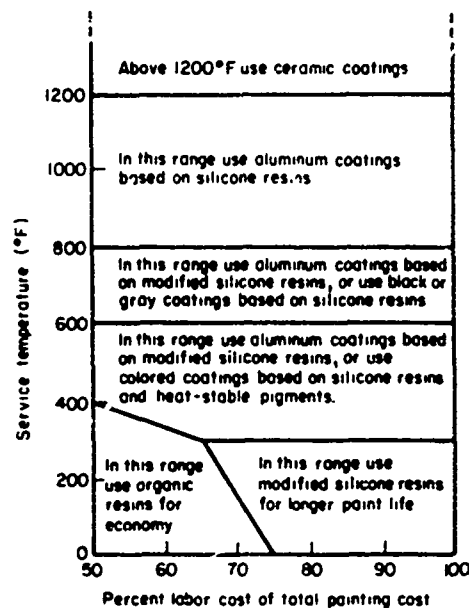 Above 1200°F use ceramic coatings
1200
In this range use aluminum coatings
based on silicone resins
1000
800
In this range use aluminum coatings based
on modified silicone resins, or use black or
gray coatings based on silicone resins
600
In this range use aluminum coatings based
on modified silicone resins, or use
colored coatings based on silicone resins
and heat-stable pigments.
400
In this range
use organic
resins for
economy
In this range use
modified silicone resins
for longer paint life
200
0
Service temperature (°F)
50 60 70 80 90 100
Percent labor cost of total painting cost